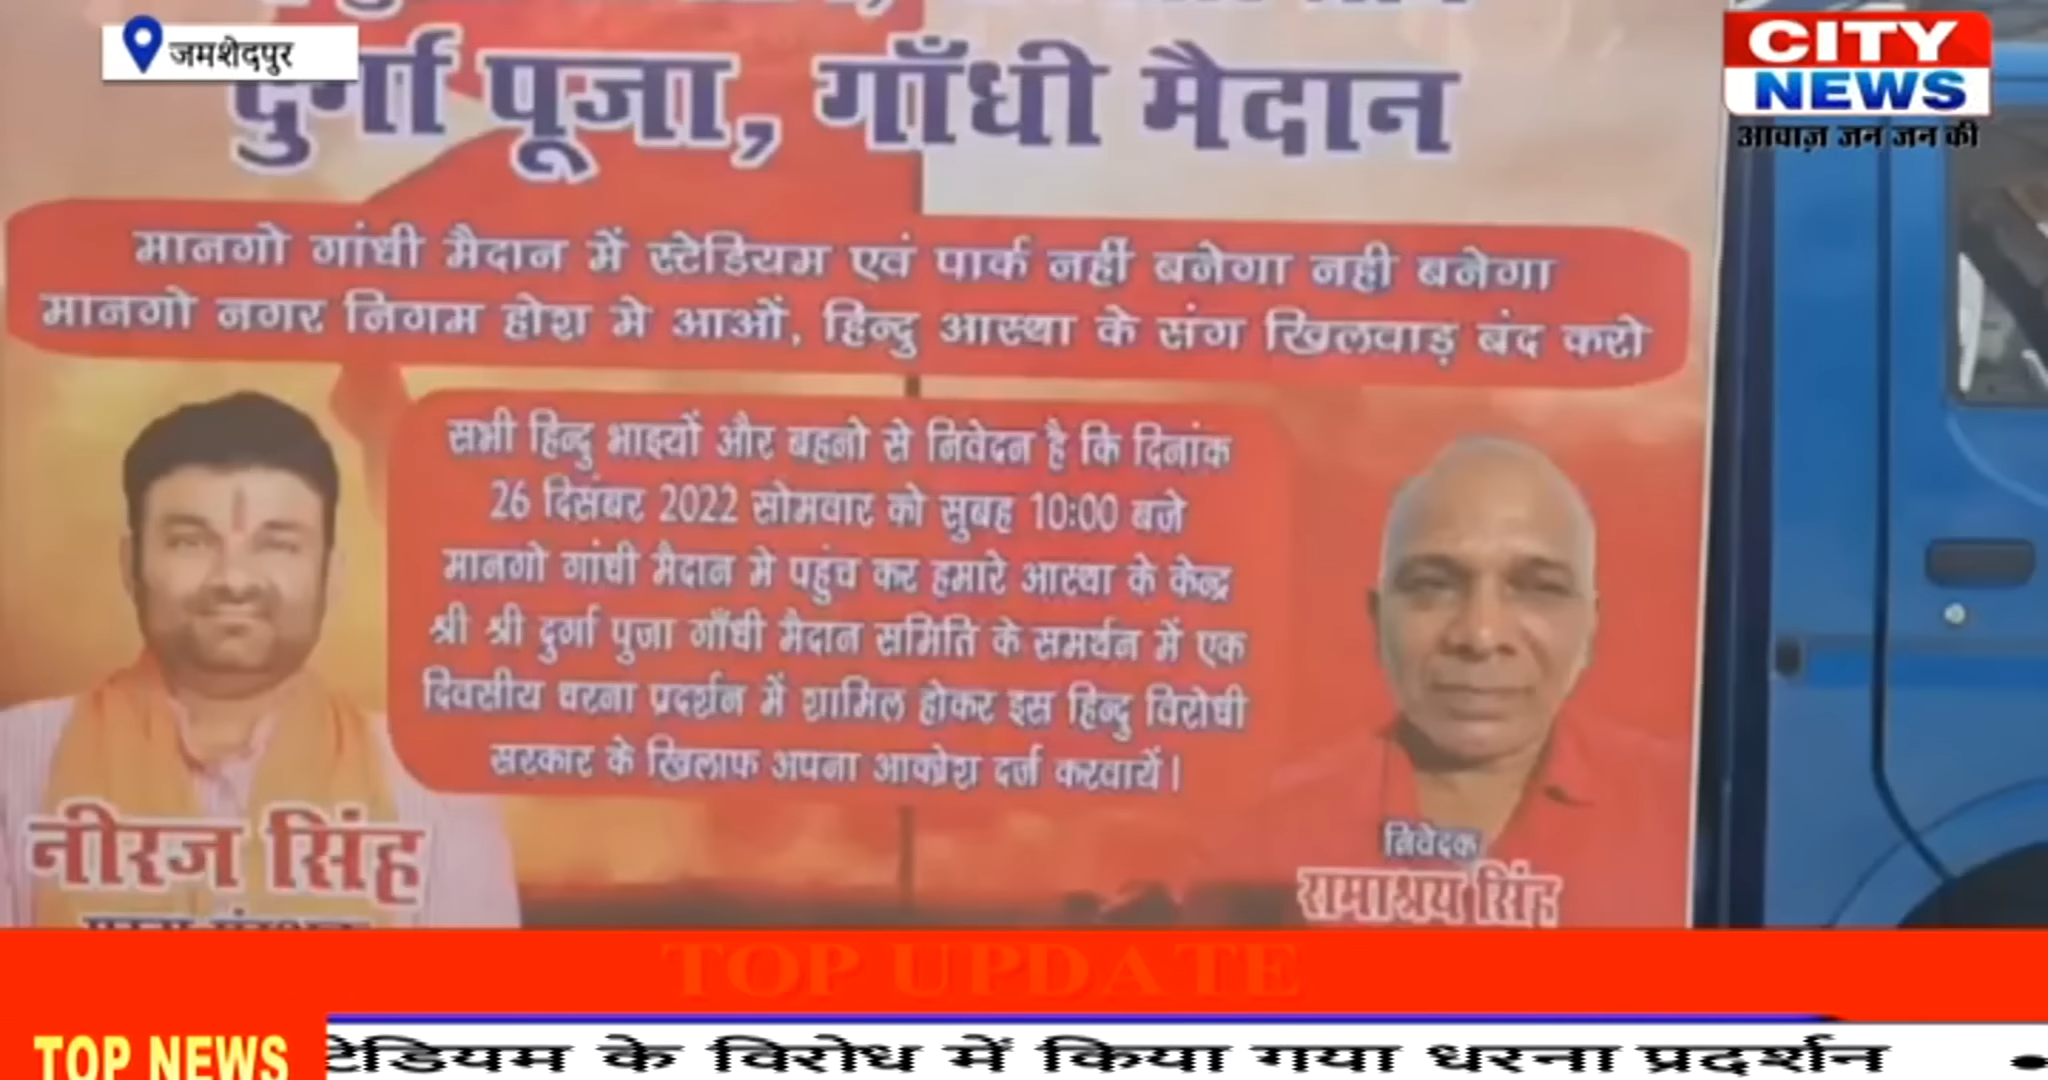 जमशेदपुर
CITY
NEWS
आवाज़ जन जन की
दुर्गा पूजा, गाँधी मैदान
मानगो गांधी मैदान में स्टेडियम एवं पार्क नहीं बनेगा नही बनेगा
मानगो नगर निगम होश मे आओं, हिन्दु आस्था के संग खिलवाड़ बंद करो
सभी हिन्दु भाइयों और बहनो से निवेदन है कि दिनांक
26 दिसंबर 2022 सोमवार को सुबह 10:00 बजे
मानगो गांधी मैदान मे पहुंच कर हमारे आस्था के केन्द्र
श्री श्री दुर्गा पुजा गाँधी मैदान समिति के समर्थन में एक
दिवसीय धरना प्रदर्शन में शामिल होकर इस हिन्दु विरोधी
सरकार के खिलाफ अपना आक्रोश दर्ज करवायें।
नीरज सिंह
निवेदक
रामाश्रय सिंह
TOP UPDATE
TOP NEWS
टेडियम के विरोध में किया गया धरना प्रदर्शन •